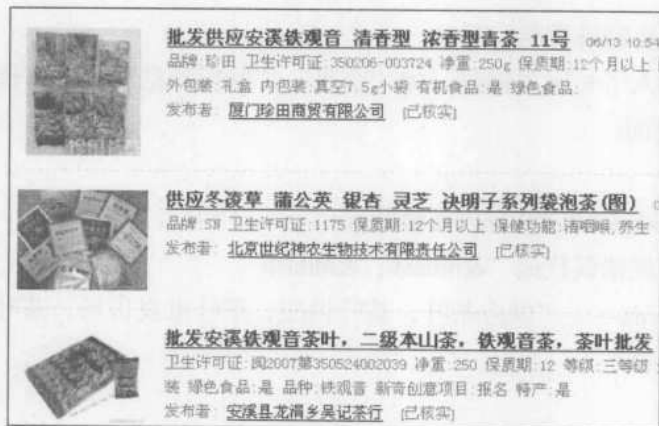 批发供应安溪铁观音 清香型 浓香型青茶 11号 06/13 10:54
品牌:珍田 卫生许可证:350206-003724 净重:250g 保质期:12个月以上
外包装:礼盒 内包装:真空7.5g小袋 有机食品:是 绿色食品:
发布者: 厦门珍田商贸有限公司 [已核实]
供应冬凌草 蒲公英 银杏 灵芝 决明子系列袋泡茶(图)
品牌:SN 卫生许可证:1175 保质期:12个月以上 保健功能:清咽喉,养生
发布者: 北京世纪神农生物技术有限责任公司 [已核实]
批发安溪铁观音茶叶，二级本山茶，铁观音茶，茶叶批发
卫生许可证:闽2007第350524002039 净重:250 保质期:12 等级:三等级
装 绿色食品:是 品种:铁观音 新奇创意项目:报名 特产:是
发布者: 安溪县龙涓乡吴记茶行 [已核实]